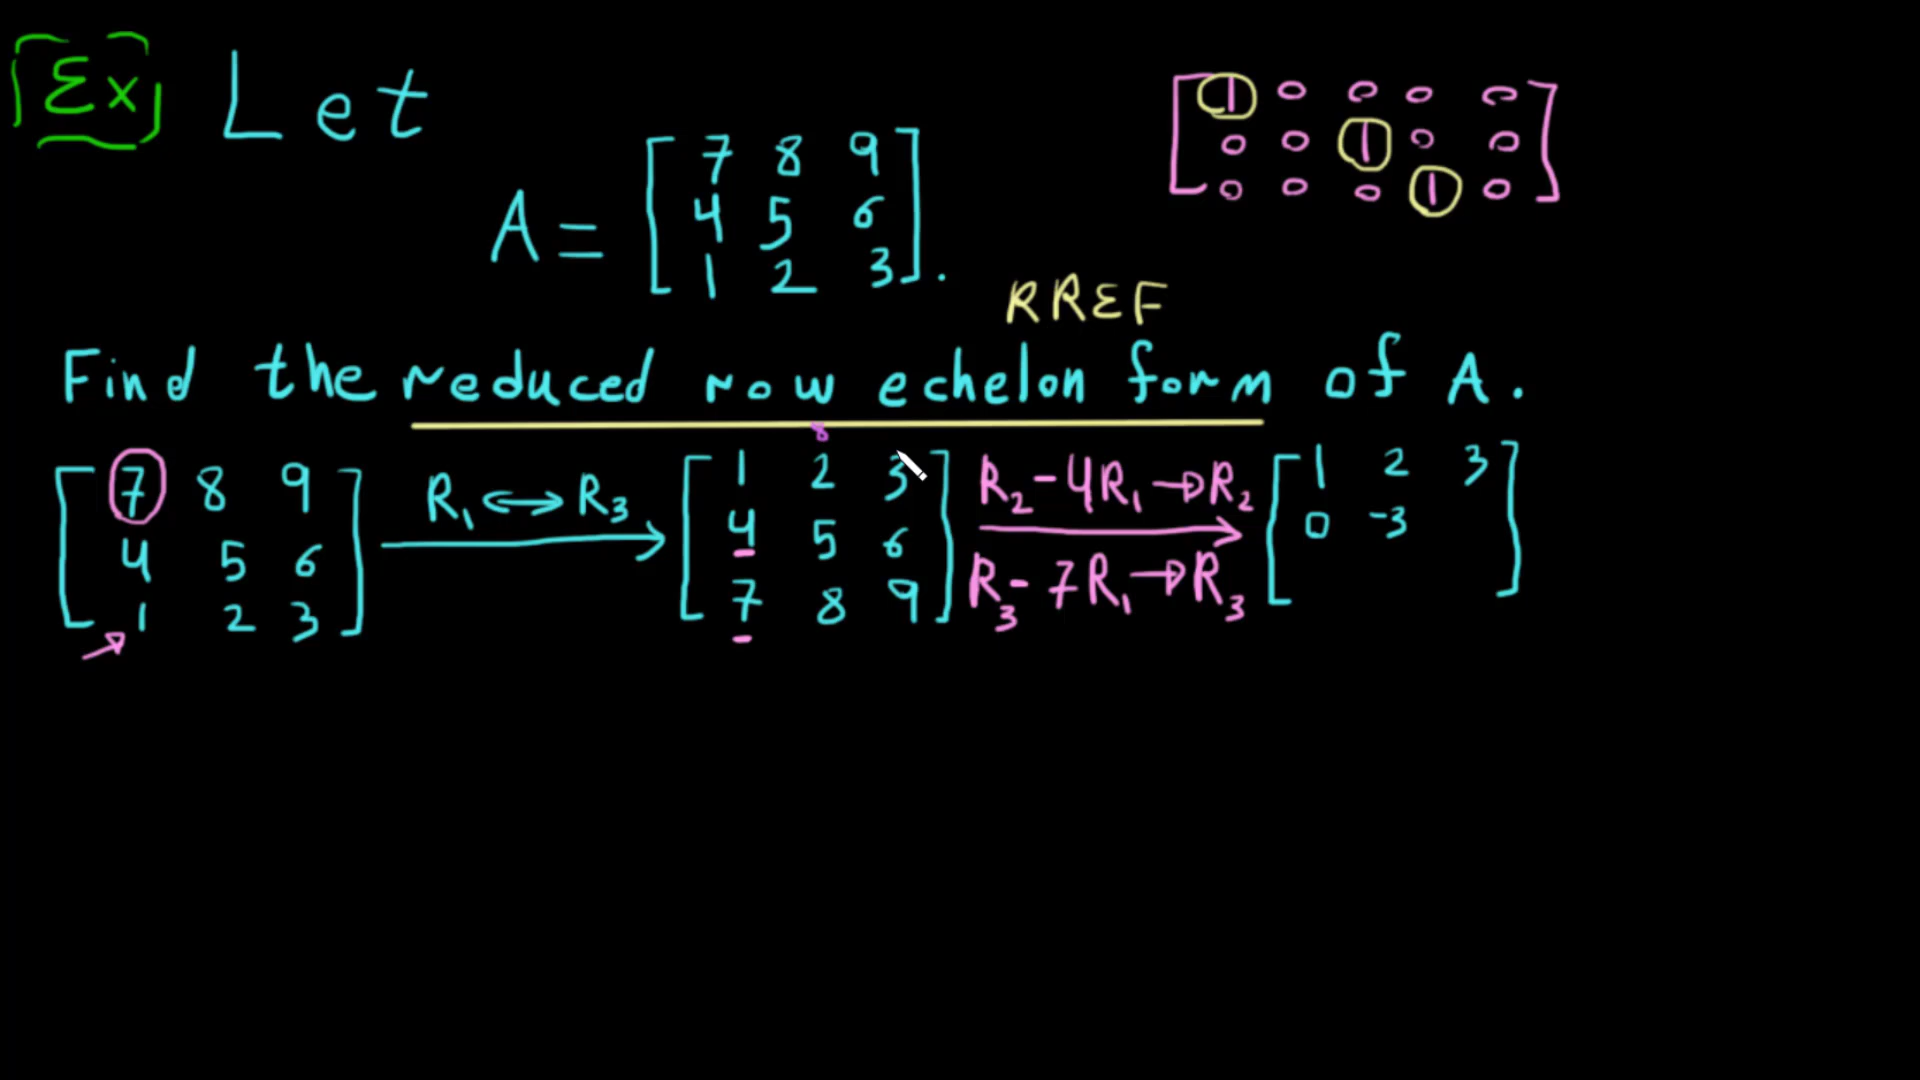 Ex Let
A = [ 7 8 9
4 5 6
1 2 3 ].
[ 1 0 0 0 0
0 0 1 0 0
0 0 0 1 0 ]
RREF
Find the reduced row echelon form of A.
[ 7 8 9
4 5 6
1 2 3 ]
R₁ ↔ R₃
8
[ 1 2 3
4 5 6
7 8 9 ]
R₂ - 4R₁ → R₂
R₃ - 7R₁ → R₃
[ 1 2 3
0 -3 ]